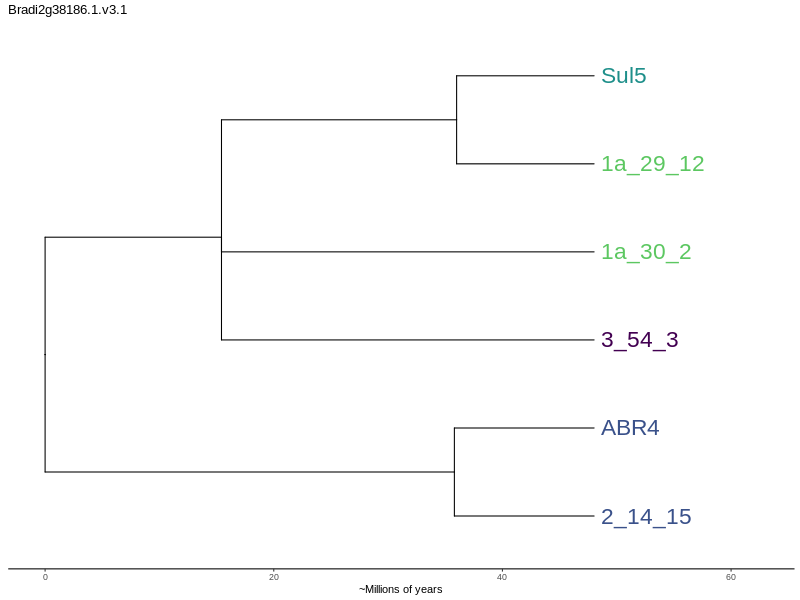 Bradi2g38186.1.v3.1
Sul5
1a_29_12
1a_30_2
3_54_3
ABR4
2_14_15
0 20 40 60
~Millions of years